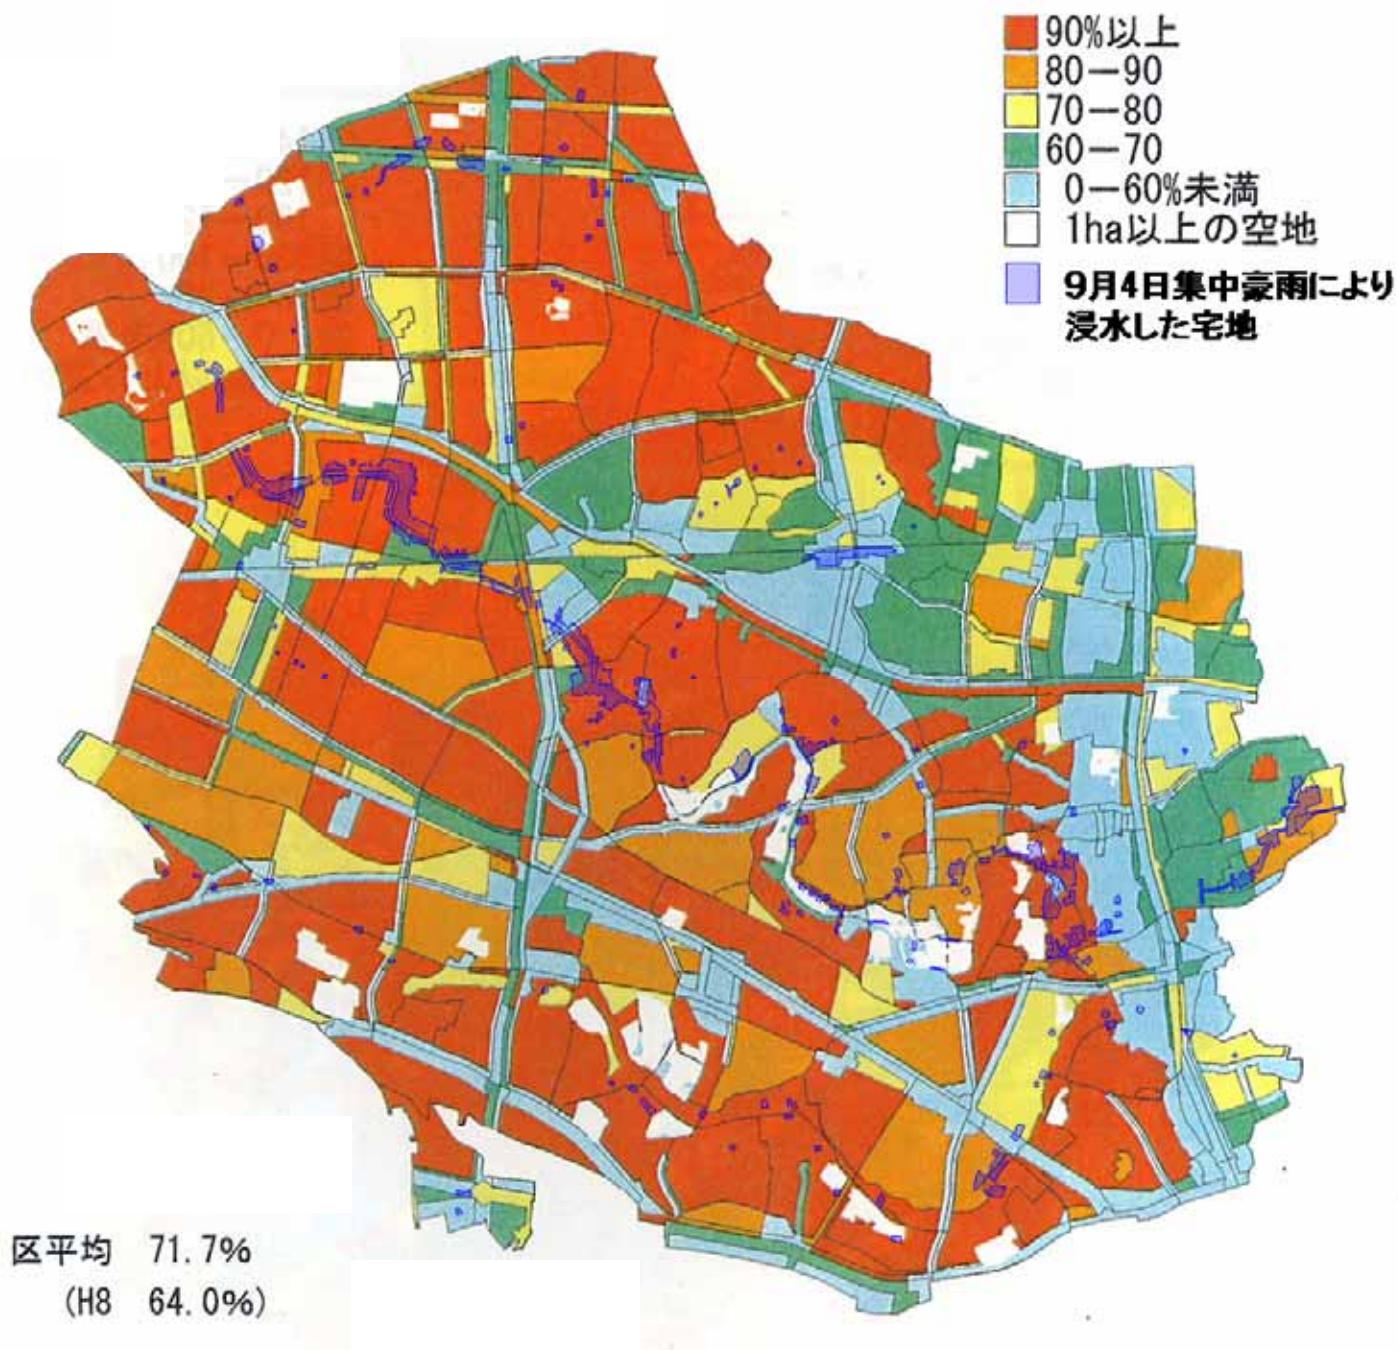 90%以上
80－90
70－80
60－70
0－60%未満
1ha以上の空地
9月4日集中豪雨により
浸水した宅地
区平均 71.7%
(H8 64.0%)